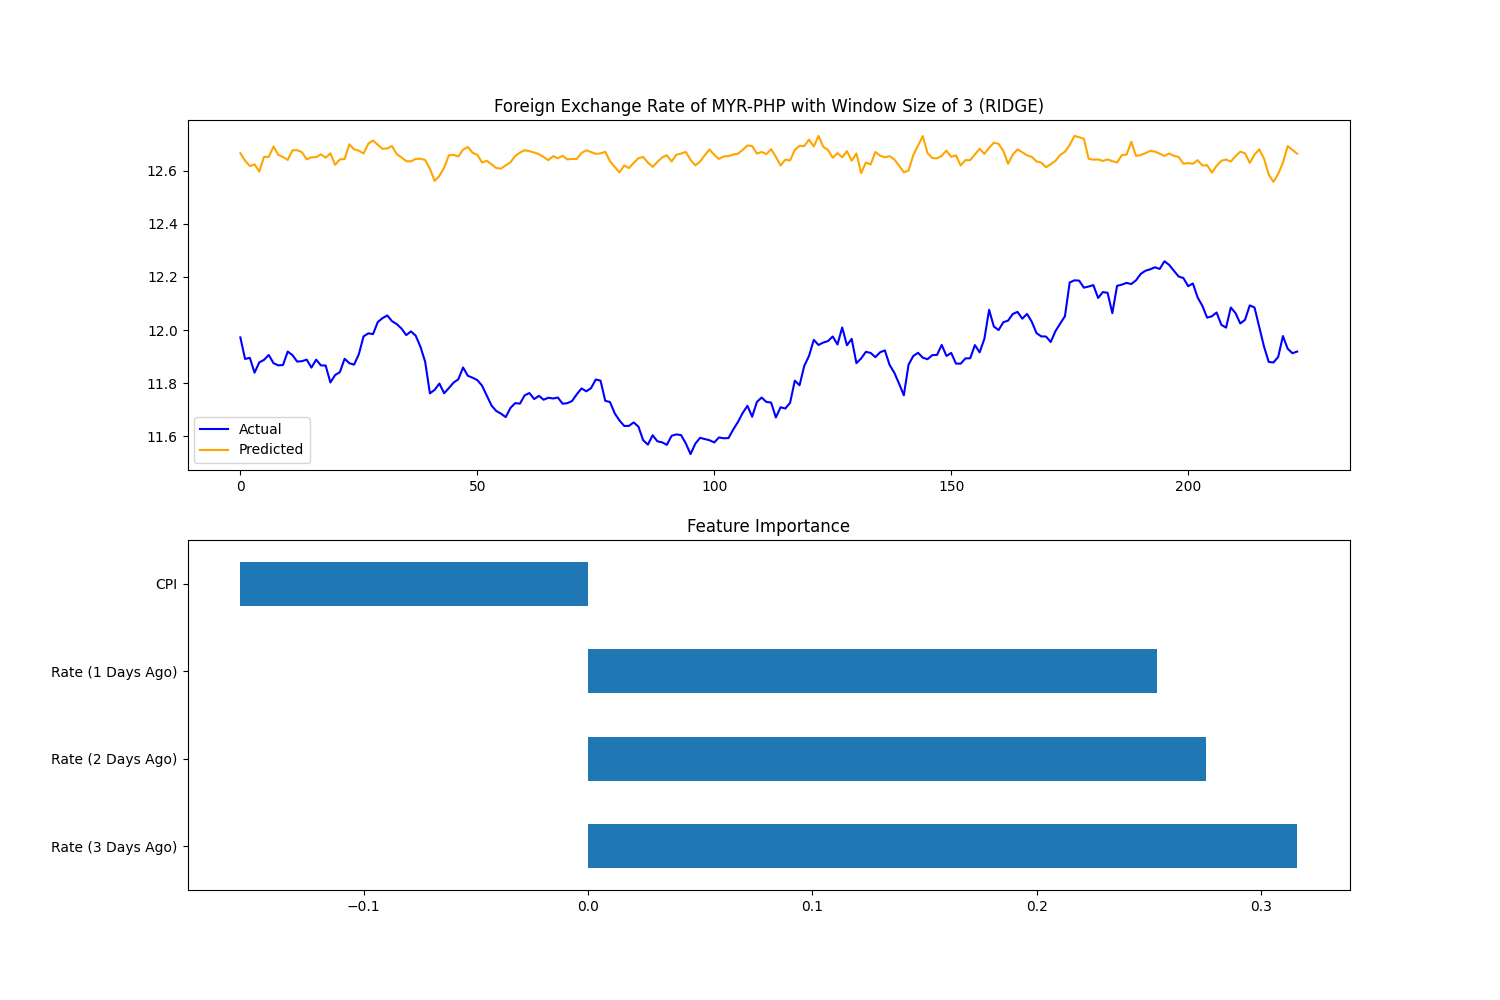 Foreign Exchange Rate of MYR-PHP with Window Size of 3 (RIDGE)
12.6
12.4
12.2
12.0
11.8
11.6
Actual
Predicted
0 50 100 150 200
Feature Importance
CPI
Rate (1 Days Ago)
Rate (2 Days Ago)
Rate (3 Days Ago)
−0.1 0.0 0.1 0.2 0.3